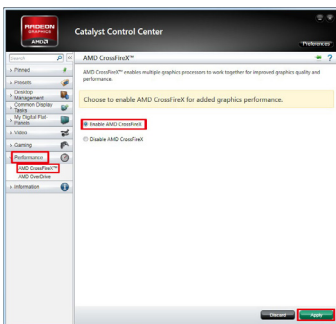 RADEON
GRAPHICS
AMD
Catalyst Control Center
Preferences
search
AMD CrossFireX™
Pinned
Presets
Desktop
Management
Common Display
Tasks
My Digital Flat-
Panels
Video
Gaming
Performance
AMD CrossFireX™
AMD OverDrive
Information
AMD CrossFireX™ enables multiple graphics processors to work together for improved graphics quality and
performance.
Choose to enable AMD CrossFireX for added graphics performance.
Enable AMD CrossFireX
Disable AMD CrossFireX
Discard
Apply